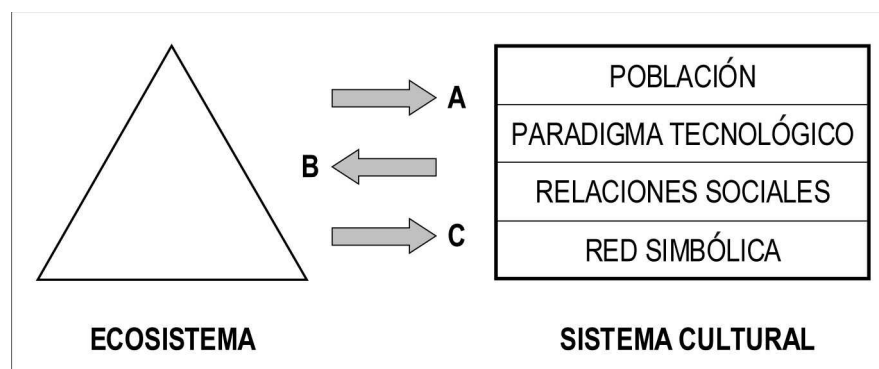 POBLACIÓN
A
PARADIGMA TECNOLÓGICO
B
RELACIONES SOCIALES
C
RED SIMBÓLICA
ECOSISTEMA
SISTEMA CULTURAL